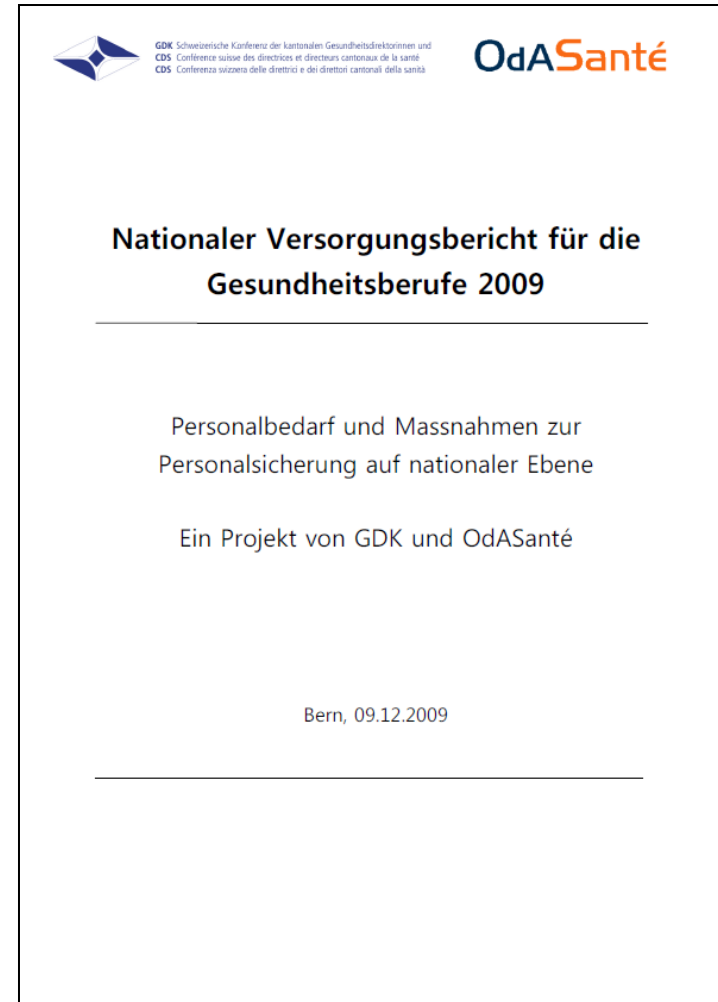 GDK Schweizerische Konferenz der kantonalen Gesundheitsdirektorinnen und
CDS Conférence suisse des directrices et directeurs cantonaux de la santé
CDS Conferenza svizzera delle direttrici e dei direttori cantonali della sanità
OdASanté
Nationaler Versorgungsbericht für die
Gesundheitsberufe 2009
Personalbedarf und Massnahmen zur
Personalsicherung auf nationaler Ebene
Ein Projekt von GDK und OdASanté
Bern, 09.12.2009